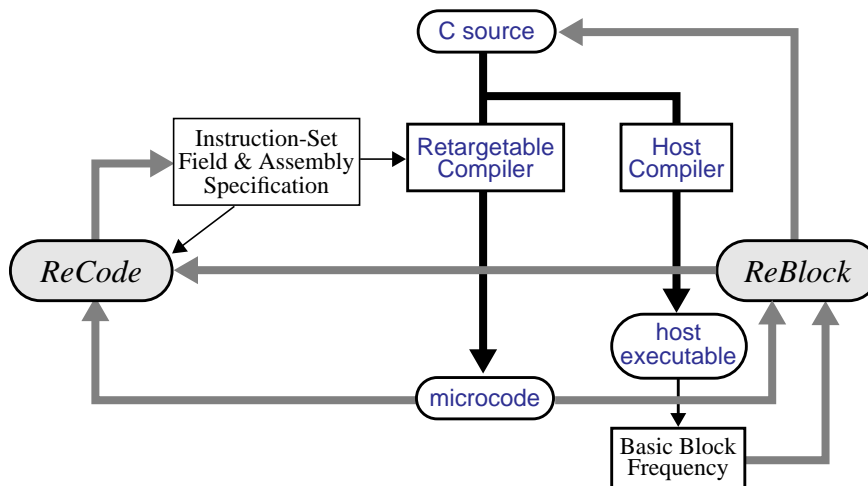 C source
Instruction-Set
Field & Assembly
Specification
Retargetable
Compiler
Host
Compiler
ReCode
ReBlock
host
executable
microcode
Basic Block
Frequency